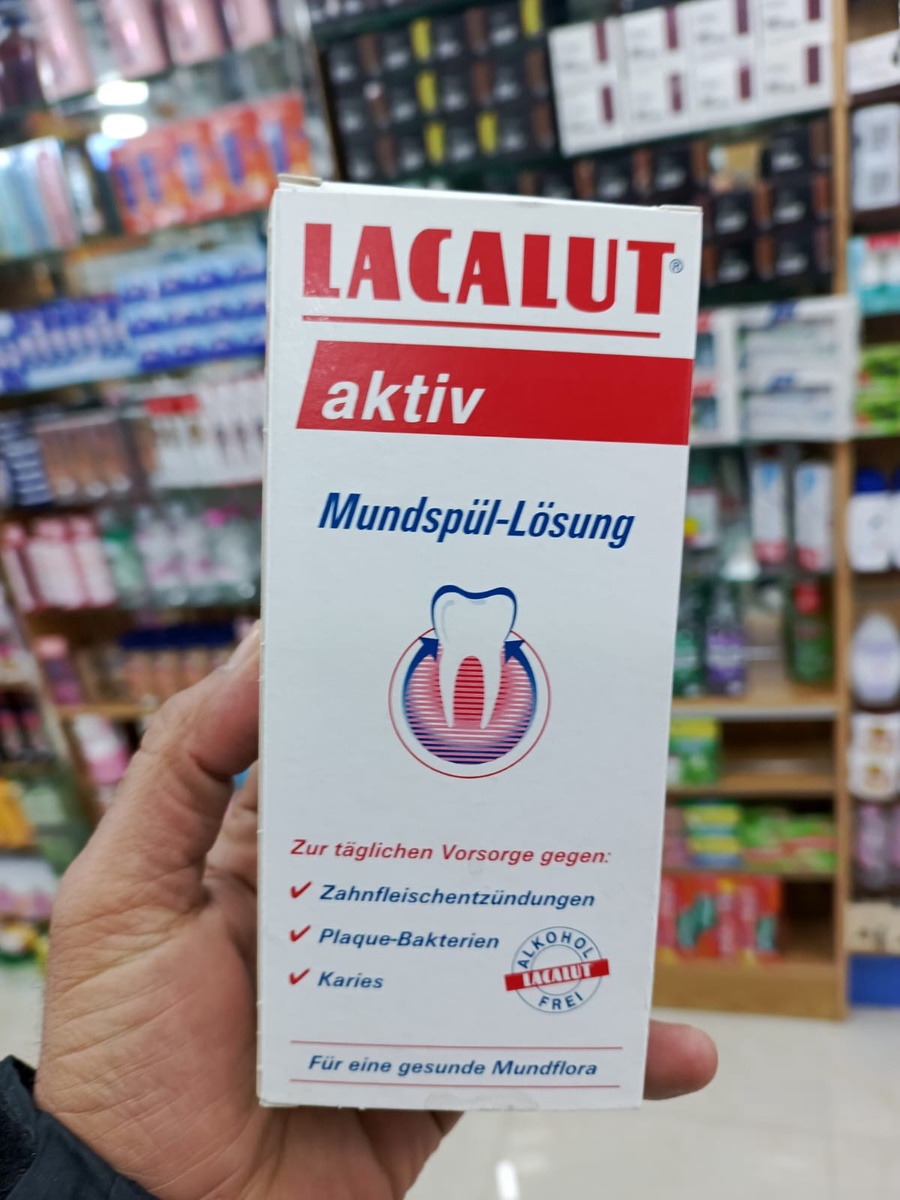 LACALUT®
aktiv
Mundspül-Lösung
Zur täglichen Vorsorge gegen:
✓ Zahnfleischentzündungen
✓ Plaque-Bakterien
✓ Karies
ALKOHOL
LACALUT
FREI
Für eine gesunde Mundflora